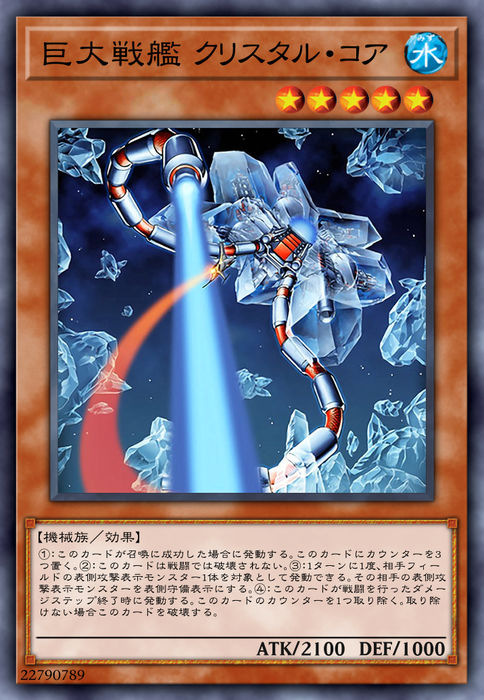 巨大戦艦 クリスタル・コア
みず
水
【機械族／効果】
①:このカードが召喚に成功した場合に発動する。このカードにカウンターを3
つ置く。②:このカードは戦闘では破壊されない。③:1ターンに1度、相手フィー
ルドの表側攻撃表示モンスター1体を対象として発動できる。その相手の表側攻
撃表示モンスターを表側守備表示にする。④:このカードが戦闘を行ったダメー
ジステップ終了時に発動する。このカードのカウンターを1つ取り除く。取り除
けない場合このカードを破壊する。
ATK/2100 DEF/1000
22790789